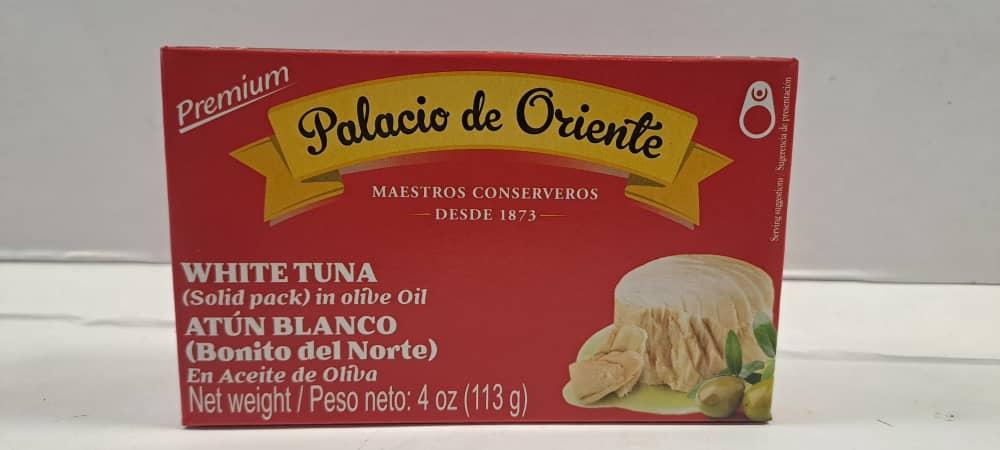 Premium
Palacio de Oriente
MAESTROS CONSERVEROS
DESDE 1873
Serving suggestions / Sugerencia de presentación
WHITE TUNA
(Solid pack) in olive Oil
ATÚN BLANCO
(Bonito del Norte)
En Aceite de Oliva
Net weight / Peso neto: 4 oz (113 g)